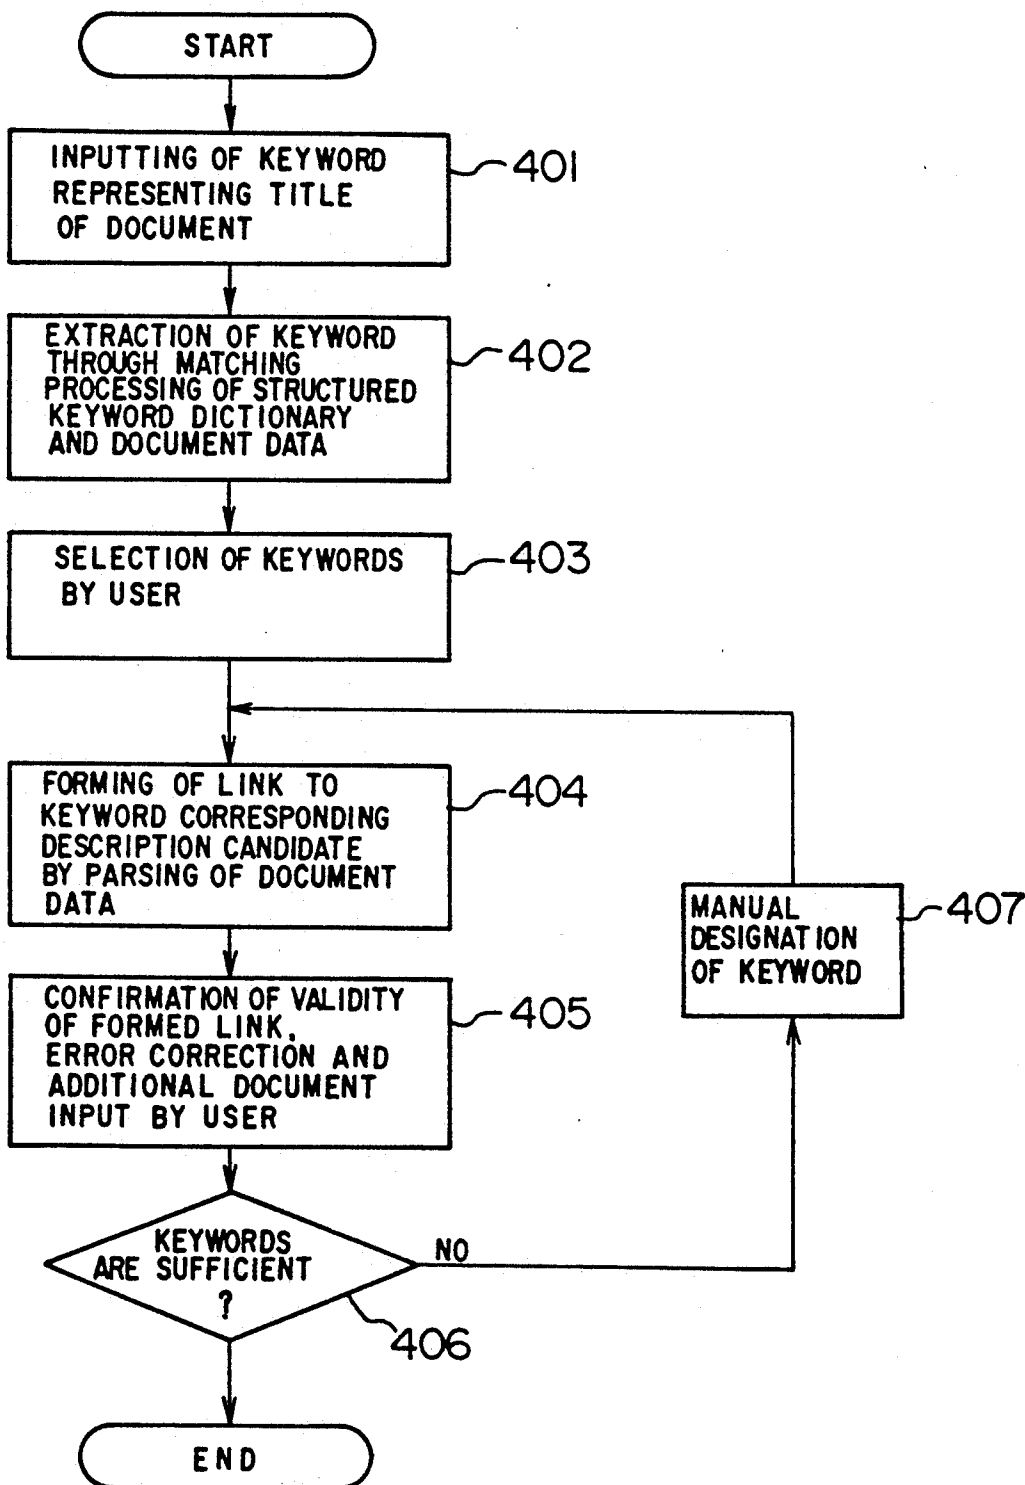 START
INPUTTING OF KEYWORD
REPRESENTING TITLE
OF DOCUMENT
401
EXTRACTION OF KEYWORD
THROUGH MATCHING
PROCESSING OF STRUCTURED
KEYWORD DICTIONARY
AND DOCUMENT DATA
402
SELECTION OF KEYWORDS
BY USER
403
FORMING OF LINK TO
KEYWORD CORRESPONDING
DESCRIPTION CANDIDATE
BY PARSING OF DOCUMENT
DATA
404
MANUAL
DESIGNATION
OF KEYWORD
407
CONFIRMATION OF VALIDITY
OF FORMED LINK,
ERROR CORRECTION AND
ADDITIONAL DOCUMENT
INPUT BY USER
405
KEYWORDS
ARE SUFFICIENT
?
NO
406
END